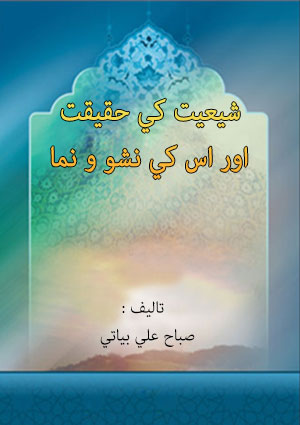 شيعيت كي حقيقت
اور اس كي نشو و نما
تاليف :
صباح علي بياتي